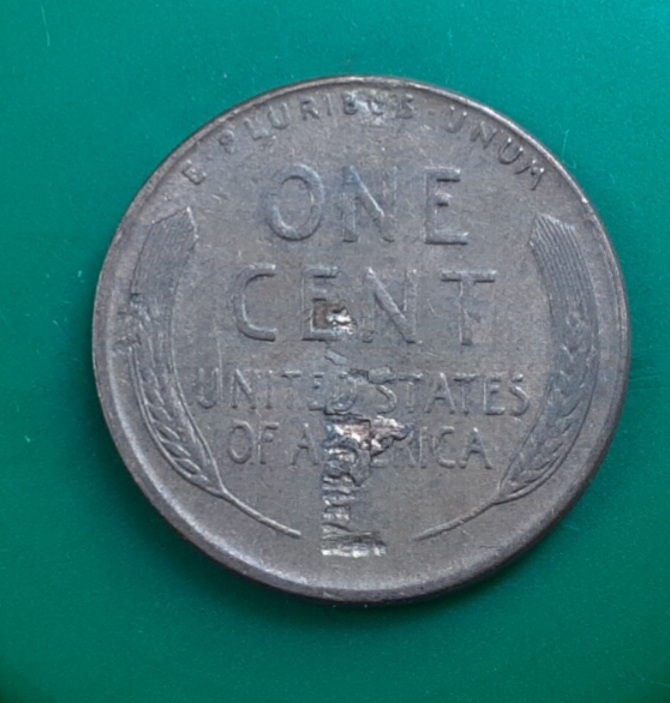 E · PLURIBUS · UNUM
ONE
CENT
UNITED STATES
OF AMERICA